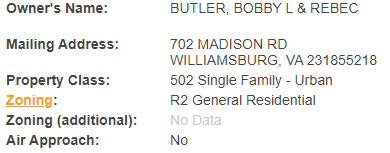 Owner's Name: BUTLER, BOBBY L & REBEC
Mailing Address: 702 MADISON RD
WILLIAMSBURG, VA 231855218
Property Class: 502 Single Family - Urban
Zoning: R2 General Residential
Zoning (additional): No Data
Air Approach: No